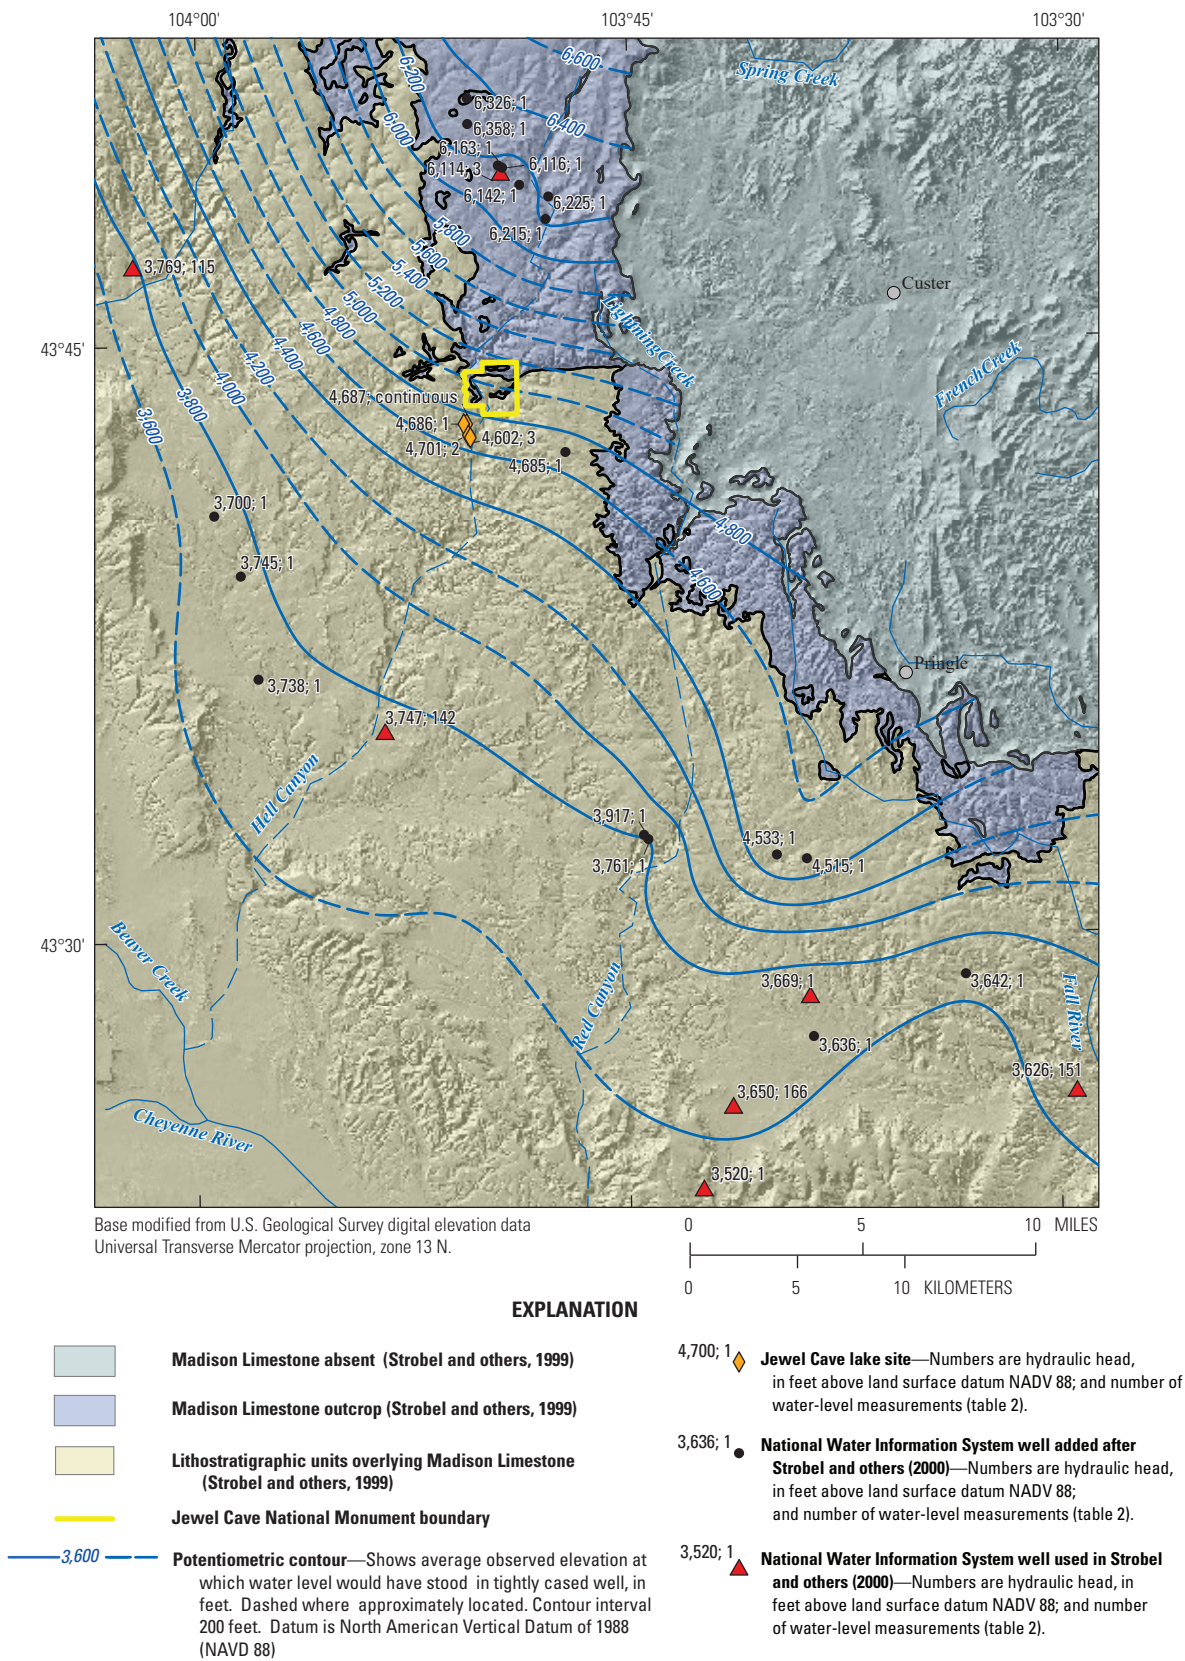 104°00'
103°45'
103°30'
6,600
Spring Creek
6,200
6,326; 1
6,400
6,358; 1
6,000
6,163; 1
6,116; 1
6,114; 3
6,142; 1
6,225; 1
6,215; 1
5,800
5,600
3,769; 115
5,400
Custer
5,200
5,000
Lightning Creek
4,800
43°45'
4,600
4,400
French Creek
4,200
4,000
3,800
4,687; continuous
3,600
4,686; 1
4,602; 3
4,701; 2
4,685; 1
3,700; 1
4,800
3,745; 1
4,600
Pringle
3,738; 1
3,747; 142
Hell Canyon
3,917; 1
4,533; 1
3,761; 1
4,515; 1
43°30'
Beaver Creek
3,669; 1
3,642; 1
Red Canyon
Fall River
3,636; 1
3,626; 151
3,650; 166
Cheyenne River
3,520; 1
Base modified from U.S. Geological Survey digital elevation data
Universal Transverse Mercator projection, zone 13 N.
0 5 10 MILES
0 5 10 KILOMETERS
EXPLANATION
Madison Limestone absent (Strobel and others, 1999)
Madison Limestone outcrop (Strobel and others, 1999)
Lithostratigraphic units overlying Madison Limestone
(Strobel and others, 1999)
Jewel Cave National Monument boundary
3,600
Potentiometric contour—Shows average observed elevation at
which water level would have stood in tightly cased well, in
feet. Dashed where approximately located. Contour interval
200 feet. Datum is North American Vertical Datum of 1988
(NAVD 88)
4,700; 1
Jewel Cave lake site—Numbers are hydraulic head,
in feet above land surface datum NADV 88; and number of
water-level measurements (table 2).
3,636; 1
National Water Information System well added after
Strobel and others (2000)—Numbers are hydraulic head,
in feet above land surface datum NADV 88;
and number of water-level measurements (table 2).
3,520; 1
National Water Information System well used in Strobel
and others (2000)—Numbers are hydraulic head, in
feet above land surface datum NADV 88; and number
of water-level measurements (table 2).